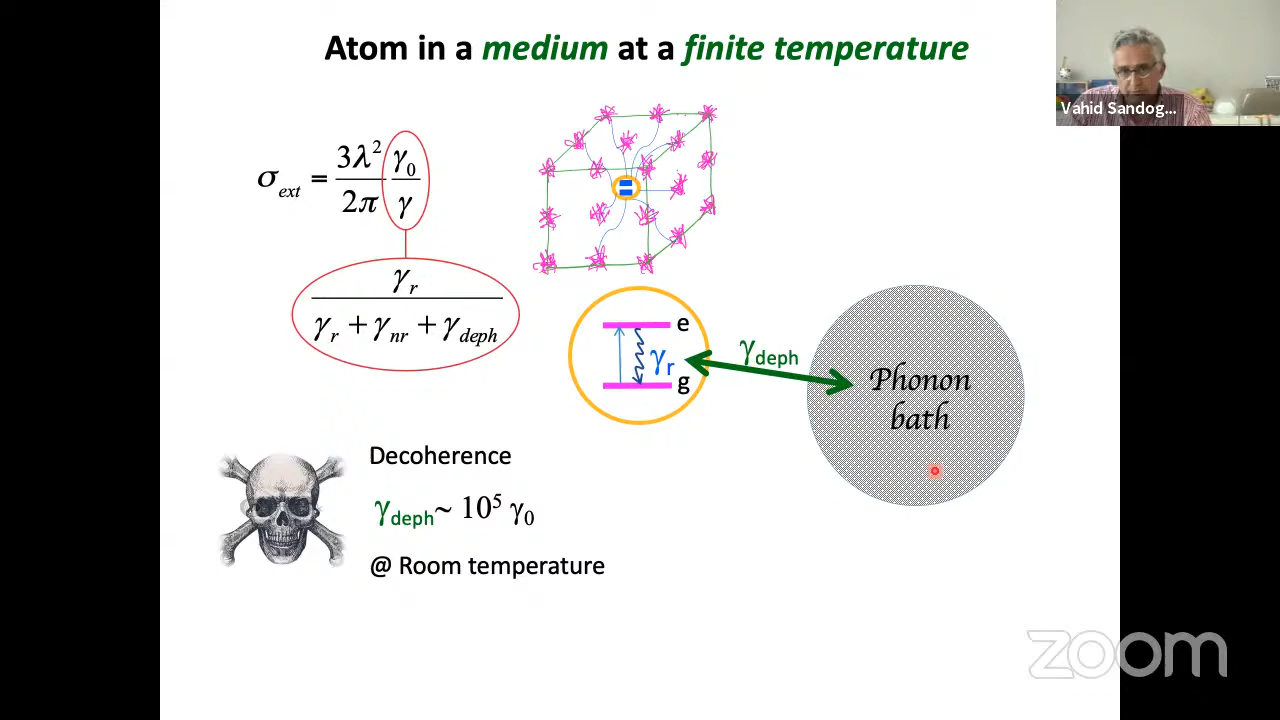 Atom in a medium at a finite temperature
Vahid Sandog...
σext = 3λ² / 2π γ0 / γ
γr / γr + γnr + γdeph
e
γr
g
γdeph
Phonon
bath
Decoherence
γdeph ~ 10⁵ γ0
@ Room temperature
zoom